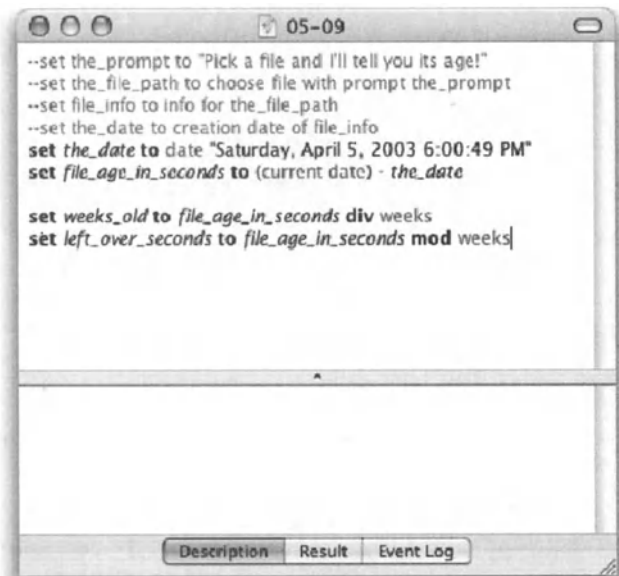 05-09
--set the_prompt to "Pick a file and I'll tell you its age!"
--set the_file_path to choose file with prompt the_prompt
--set file_info to info for the_file_path
--set the_date to creation date of file_info
set the_date to date "Saturday, April 5, 2003 6:00:49 PM"
set file_age_in_seconds to (current date) - the_date
set weeks_old to file_age_in_seconds div weeks
set left_over_seconds to file_age_in_seconds mod weeks
Description Result Event Log